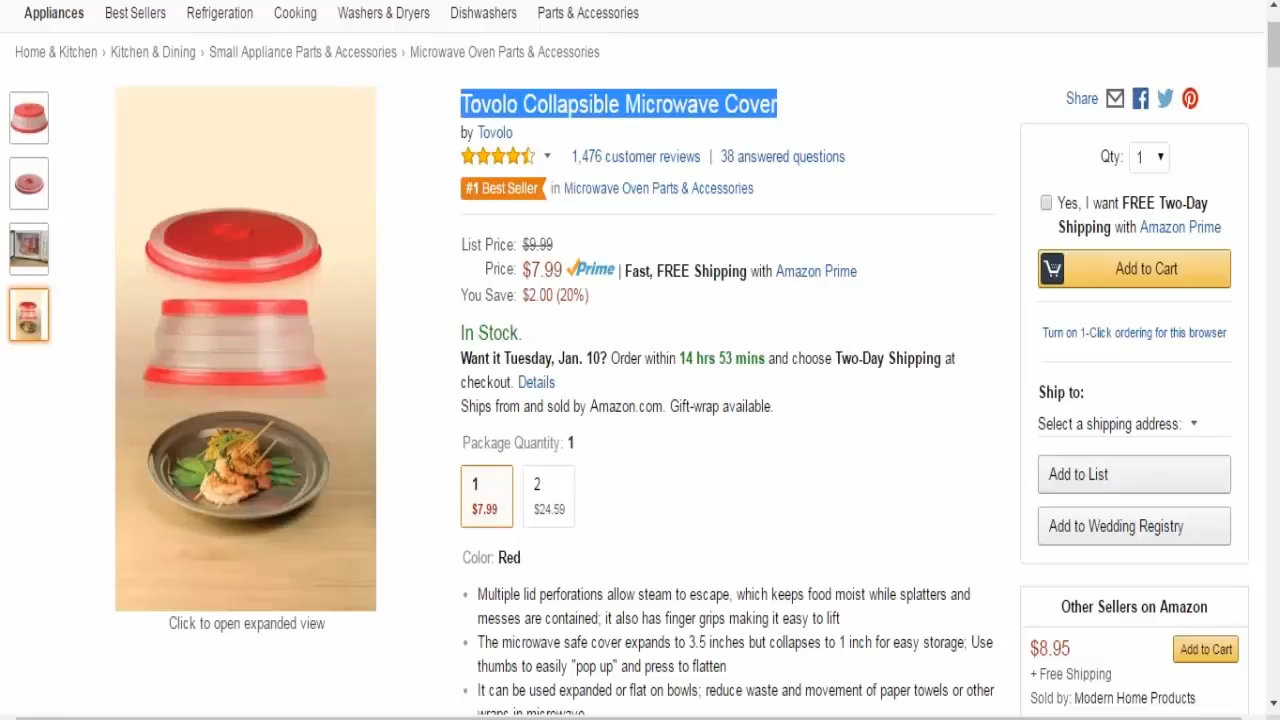 Appliances Best Sellers Refrigeration Cooking Washers & Dryers Dishwashers Parts & Accessories
Home & Kitchen › Kitchen & Dining › Small Appliance Parts & Accessories › Microwave Oven Parts & Accessories
Tovolo Collapsible Microwave Cover
by Tovolo
1,476 customer reviews | 38 answered questions
#1 Best Seller in Microwave Oven Parts & Accessories
List Price: $9.99
Price: $7.99 Prime | Fast, FREE Shipping with Amazon Prime
You Save: $2.00 (20%)
In Stock.
Want it Tuesday, Jan. 10? Order within 14 hrs 53 mins and choose Two-Day Shipping at
checkout. Details
Ships from and sold by Amazon.com. Gift-wrap available.
Package Quantity: 1
1 2
$7.99 $24.59
Color: Red
• Multiple lid perforations allow steam to escape, which keeps food moist while splatters and
messes are contained; it also has finger grips making it easy to lift
• The microwave safe cover expands to 3.5 inches but collapses to 1 inch for easy storage; Use
thumbs to easily "pop up" and press to flatten
• It can be used expanded or flat on bowls; reduce waste and movement of paper towels or other
wraps in microwave
Click to open expanded view
Share
Qty: 1
Yes, I want FREE Two-Day
Shipping with Amazon Prime
Add to Cart
Turn on 1-Click ordering for this browser
Ship to:
Select a shipping address:
Add to List
Add to Wedding Registry
Other Sellers on Amazon
$8.95 Add to Cart
+ Free Shipping
Sold by: Modern Home Products